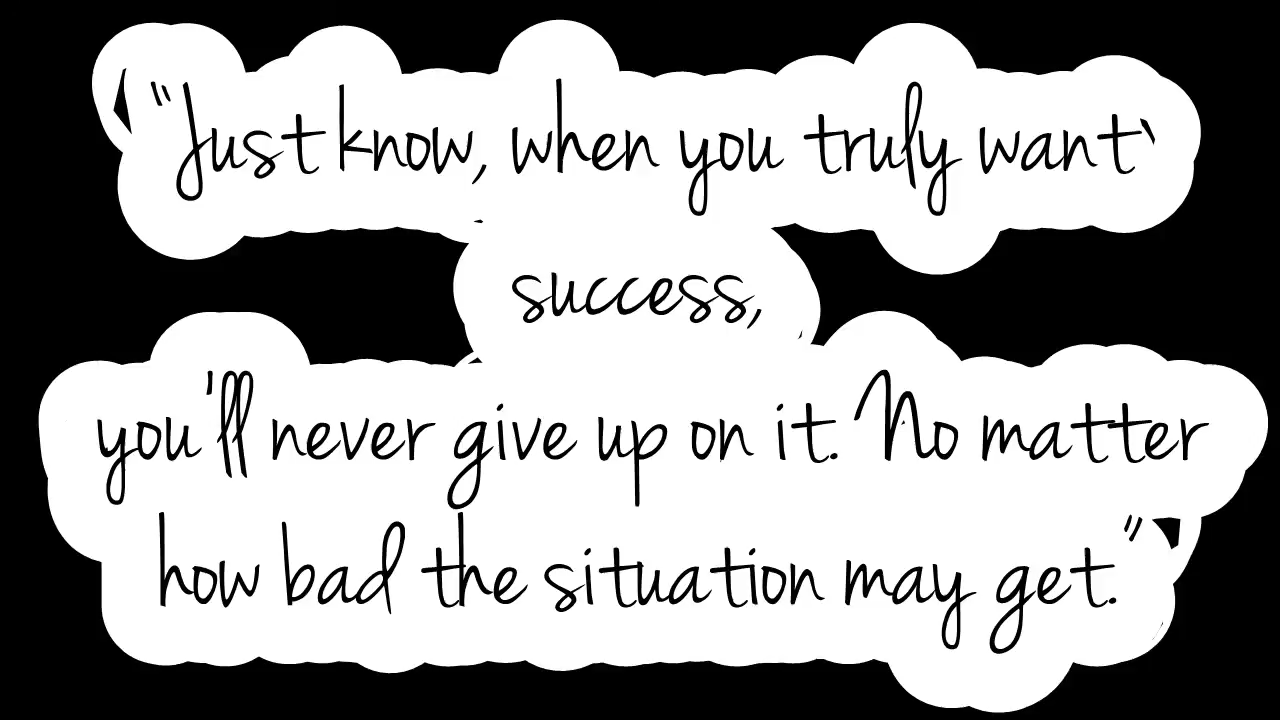 "Just know, when you truly want
success,
you'll never give up on it. No matter
how bad the situation may get."